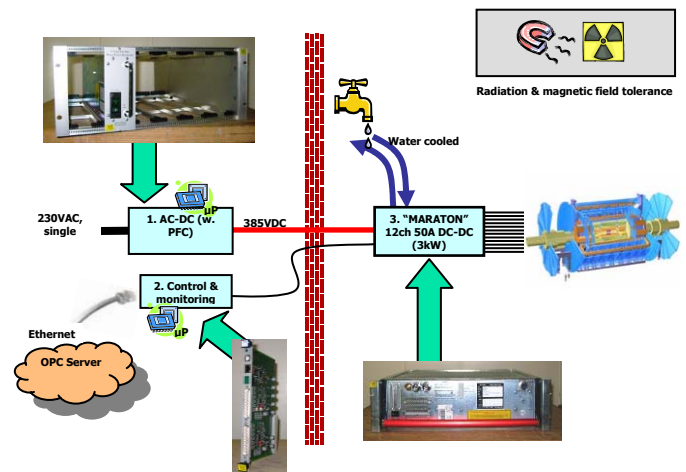 Radiation & magnetic field tolerance
Water cooled
230VAC,
single
1. AC-DC (w.
PFC)
µP
385VDC
3. “MARATON”
12ch 50A DC-DC
(3kW)
2. Control &
monitoring
µP
Ethernet
OPC Server